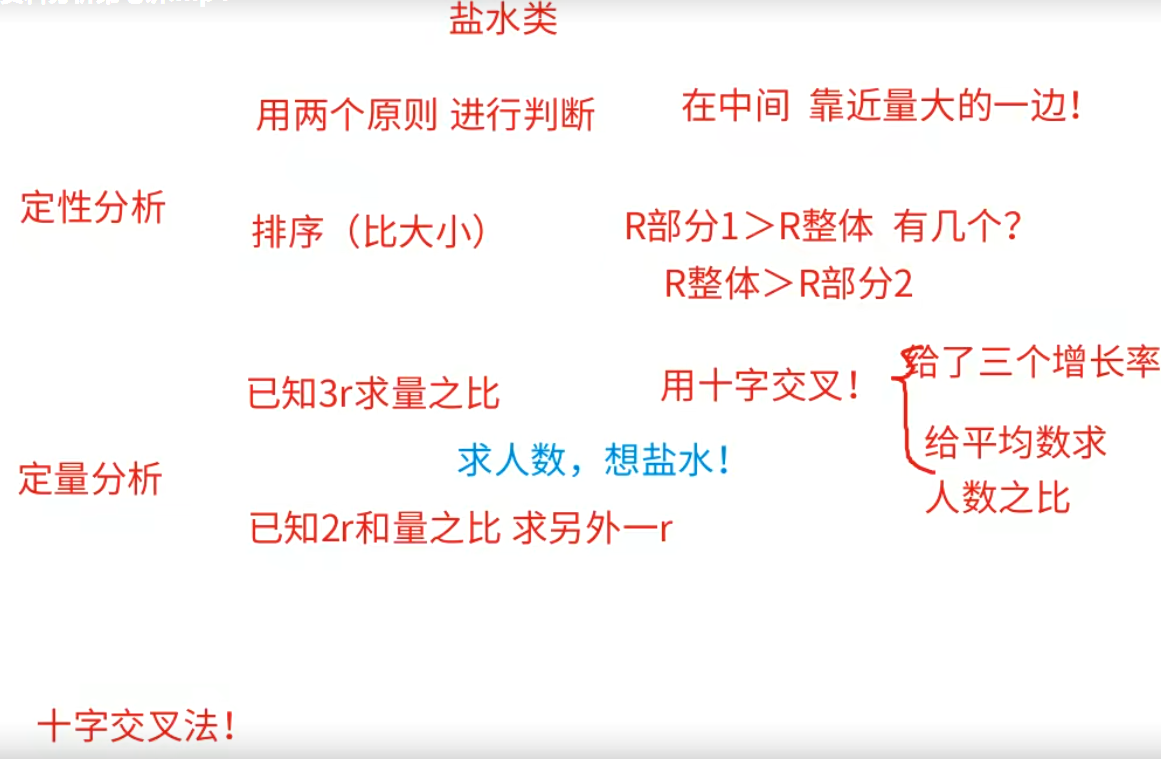 盐水类
用两个原则 进行判断
在中间 靠近量大的一边！
定性分析
排序（比大小）
R部分1＞R整体 有几个？
R整体＞R部分2
已知3r求量之比
用十字交叉！
给了三个增长率
给平均数求
人数之比
求人数，想盐水！
定量分析
已知2r和量之比 求另外一r
十字交叉法！